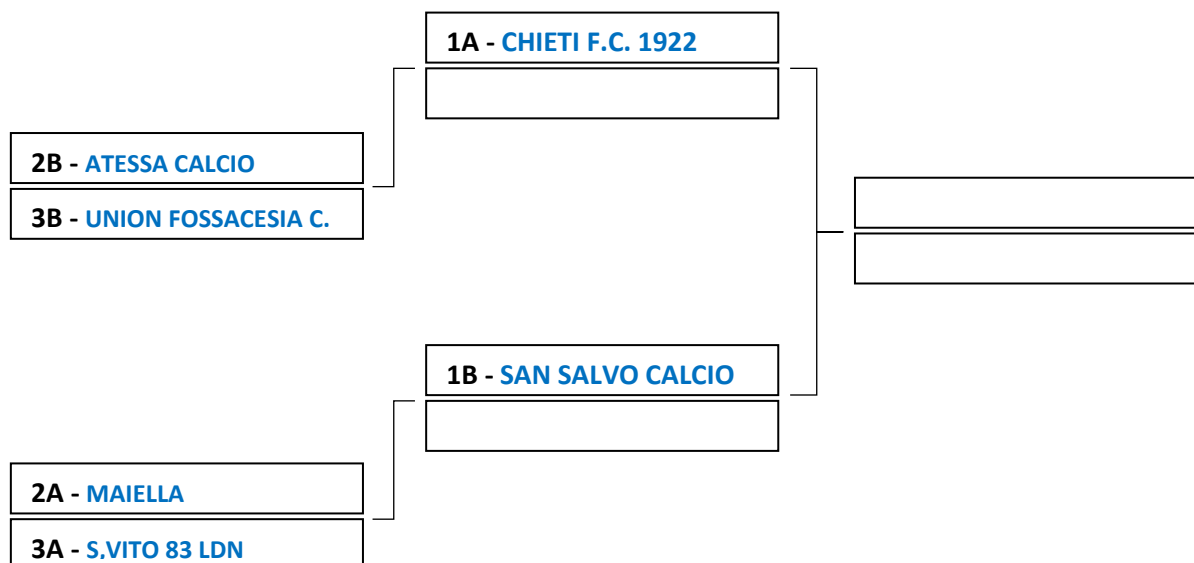 1A - CHIETI F.C. 1922
2B - ATESSA CALCIO
3B - UNION FOSSACESIA C.
1B - SAN SALVO CALCIO
2A - MAIELLA
3A - S,VITO 83 LDN